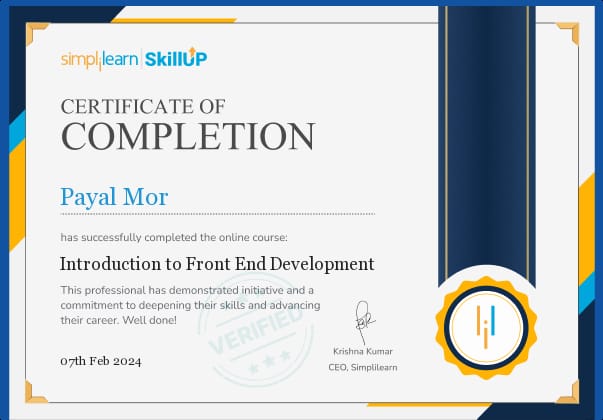 simplilearn | SkillUP
CERTIFICATE OF
COMPLETION
Payal Mor
has successfully completed the online course:
Introduction to Front End Development
This professional has demonstrated initiative and a
commitment to deepening their skills and advancing
their career. Well done!
VERIFIED
07th Feb 2024
Krishna Kumar
CEO, Simplilearn